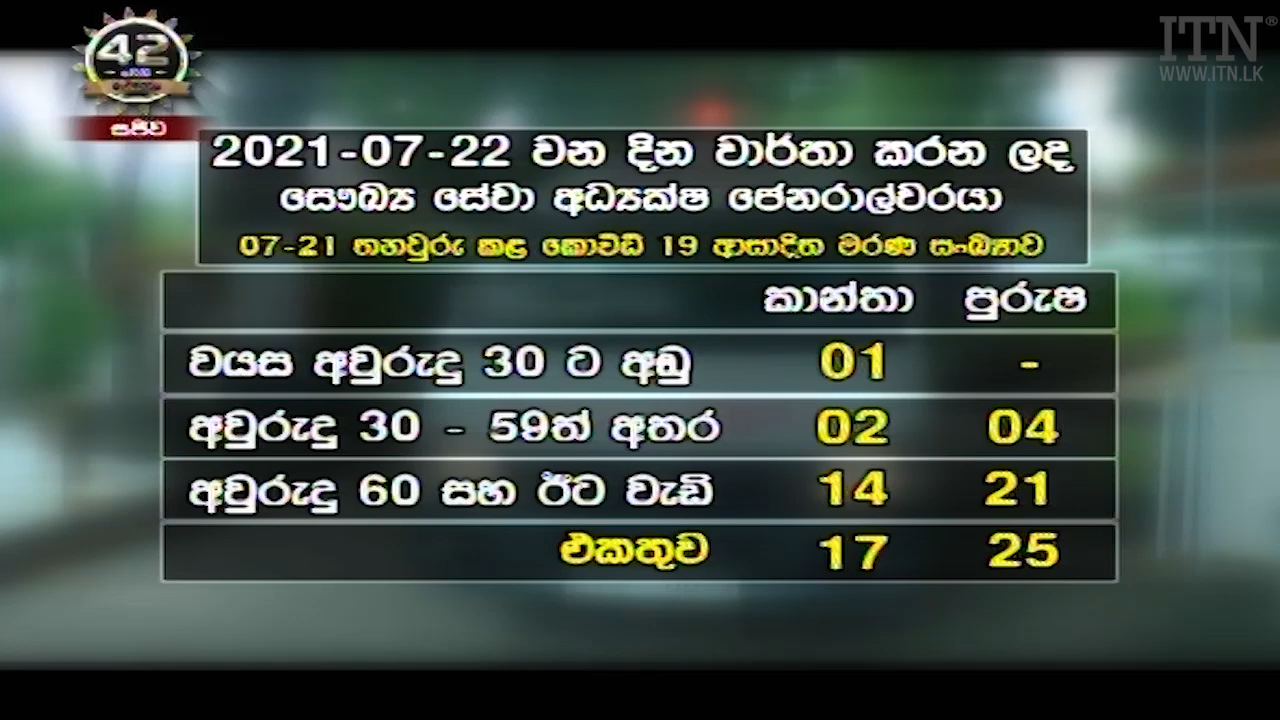 ITN®
WWW.ITN.LK
42
සජීව
2021-07-22 වන දින වාර්තා කරන ලද
සෞඛ්‍ය සේවා අධ්‍යක්ෂ ජෙනරාල්වරයා
07-21 තහවුරු කළ කොවිඩ් 19 ආසාදිත මරණ සංඛ්‍යාව
කාන්තා පුරුෂ
වයස අවුරුදු 30 ට අඩු 01 -
අවුරුදු 30 - 59ත් අතර 02 04
අවුරුදු 60 සහ ඊට වැඩි 14 21
එකතුව 17 25